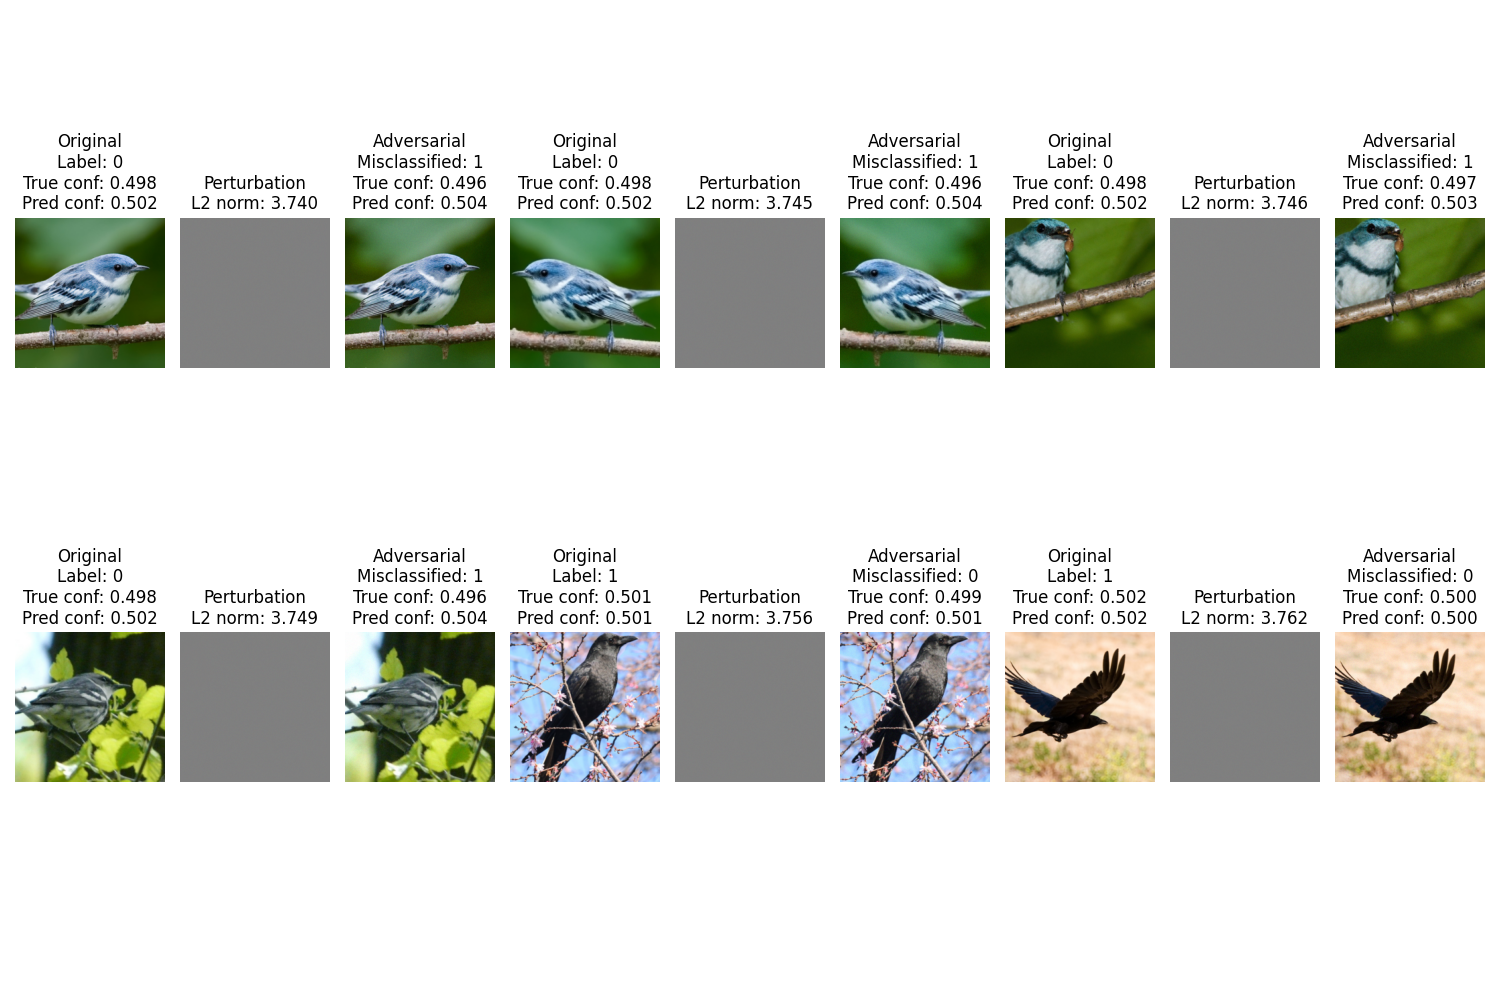 Original
Label: 0
True conf: 0.498
Pred conf: 0.502
Perturbation
L2 norm: 3.740
Adversarial
Misclassified: 1
True conf: 0.496
Pred conf: 0.504
Original
Label: 0
True conf: 0.498
Pred conf: 0.502
Perturbation
L2 norm: 3.745
Adversarial
Misclassified: 1
True conf: 0.496
Pred conf: 0.504
Original
Label: 0
True conf: 0.498
Pred conf: 0.502
Perturbation
L2 norm: 3.746
Adversarial
Misclassified: 1
True conf: 0.497
Pred conf: 0.503
Original
Label: 0
True conf: 0.498
Pred conf: 0.502
Perturbation
L2 norm: 3.749
Adversarial
Misclassified: 1
True conf: 0.496
Pred conf: 0.504
Original
Label: 1
True conf: 0.501
Pred conf: 0.501
Perturbation
L2 norm: 3.756
Adversarial
Misclassified: 0
True conf: 0.499
Pred conf: 0.501
Original
Label: 1
True conf: 0.502
Pred conf: 0.502
Perturbation
L2 norm: 3.762
Adversarial
Misclassified: 0
True conf: 0.500
Pred conf: 0.500